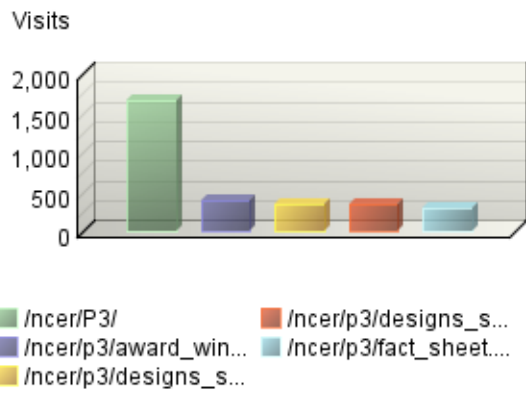 Visits
2,000
1,500
1,000
500
0
/ncer/P3/
/ncer/p3/designs_s...
/ncer/p3/award_win...
/ncer/p3/fact_sheet....
/ncer/p3/designs_s...